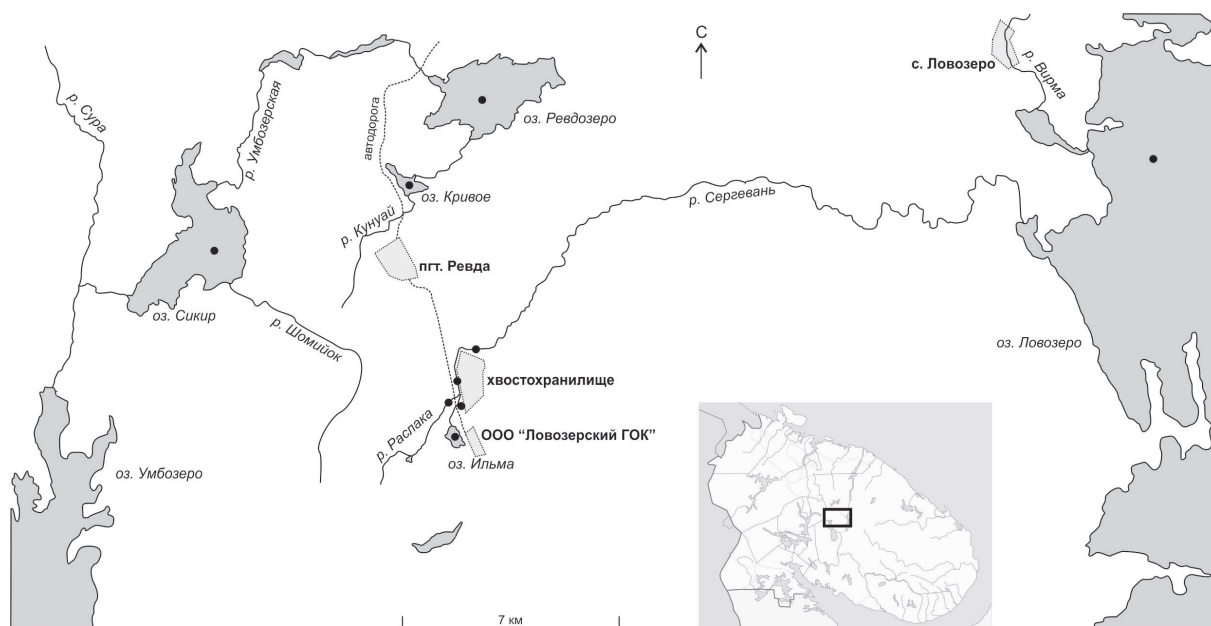 С
с. Ловозеро
р. Вирма
р. Сура
р. Умбозерская
автодорога
оз. Ревдозеро
оз. Кривое
р. Сергевань
р. Кунуай
пгт. Ревда
оз. Сикир
р. Шомийок
оз. Ловозеро
хвостохранилище
р. Раслака
ООО “Ловозерский ГОК”
оз. Ильма
оз. Умбозеро
7 км